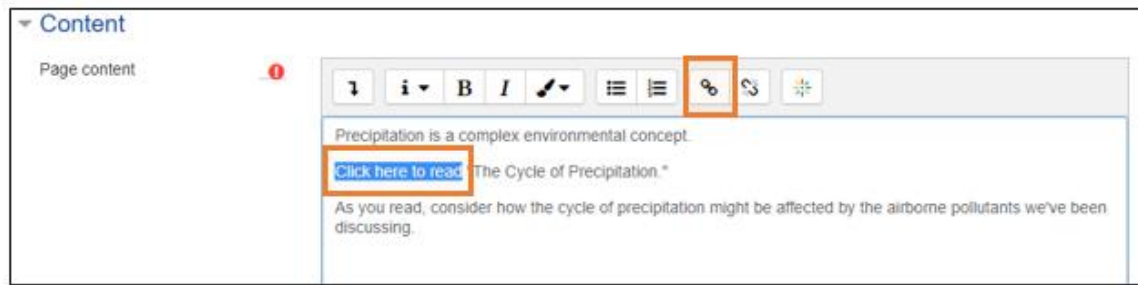 Content
Page content
i B I
Precipitation is a complex environmental concept.
Click here to read "The Cycle of Precipitation."
As you read, consider how the cycle of precipitation might be affected by the airborne pollutants we've been
discussing.